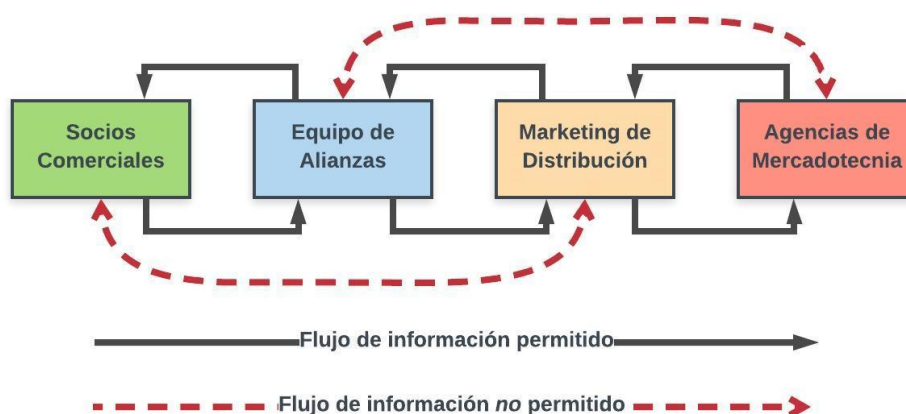 Socios
Comerciales
Equipo de
Alianzas
Marketing de
Distribución
Agencias de
Mercadotecnia
Flujo de información permitido
Flujo de información no permitido